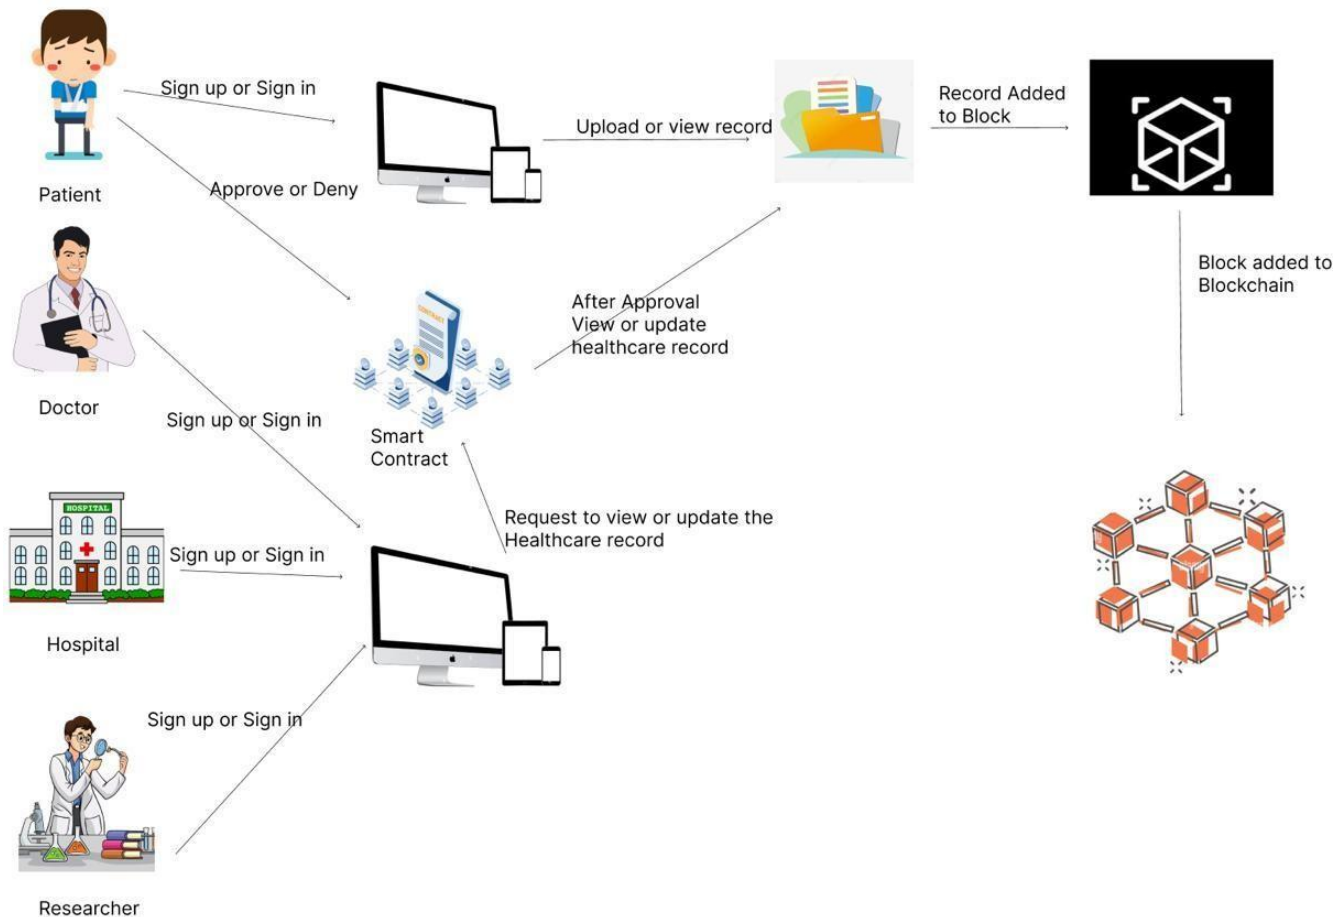 Sign up or Sign in
Upload or view record
Record Added
to Block
Patient
Approve or Deny
Block added to
Blockchain
CONTRACT
After Approval
View or update
healthcare record
Doctor
Sign up or Sign in
Smart
Contract
HOSPITAL
Request to view or update the
Healthcare record
Sign up or Sign in
Hospital
Sign up or Sign in
Researcher